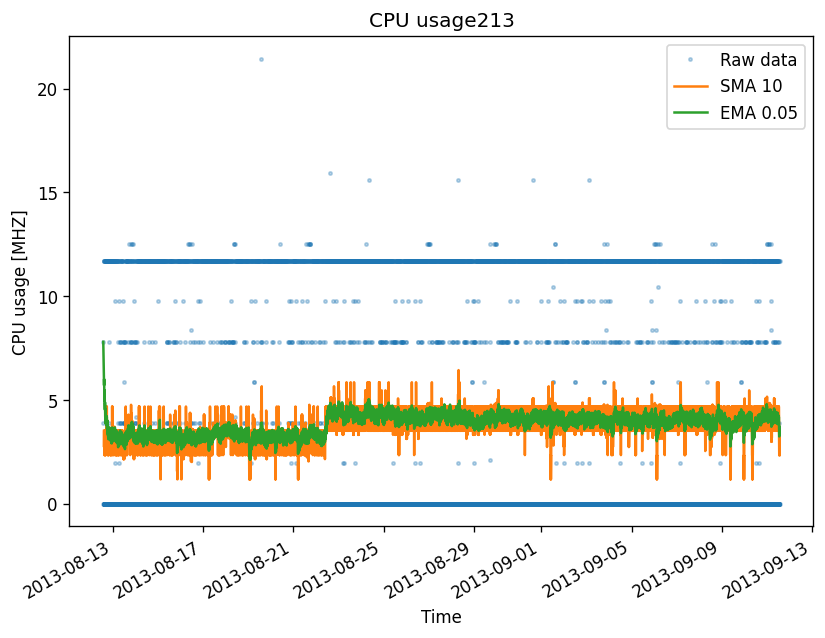 CPU usage213
Raw data
SMA 10
EMA 0.05
CPU usage [MHZ]
20
15
10
5
0
2013-08-13
2013-08-17
2013-08-21
2013-08-25
2013-08-29
2013-09-01
2013-09-05
2013-09-09
2013-09-13
Time